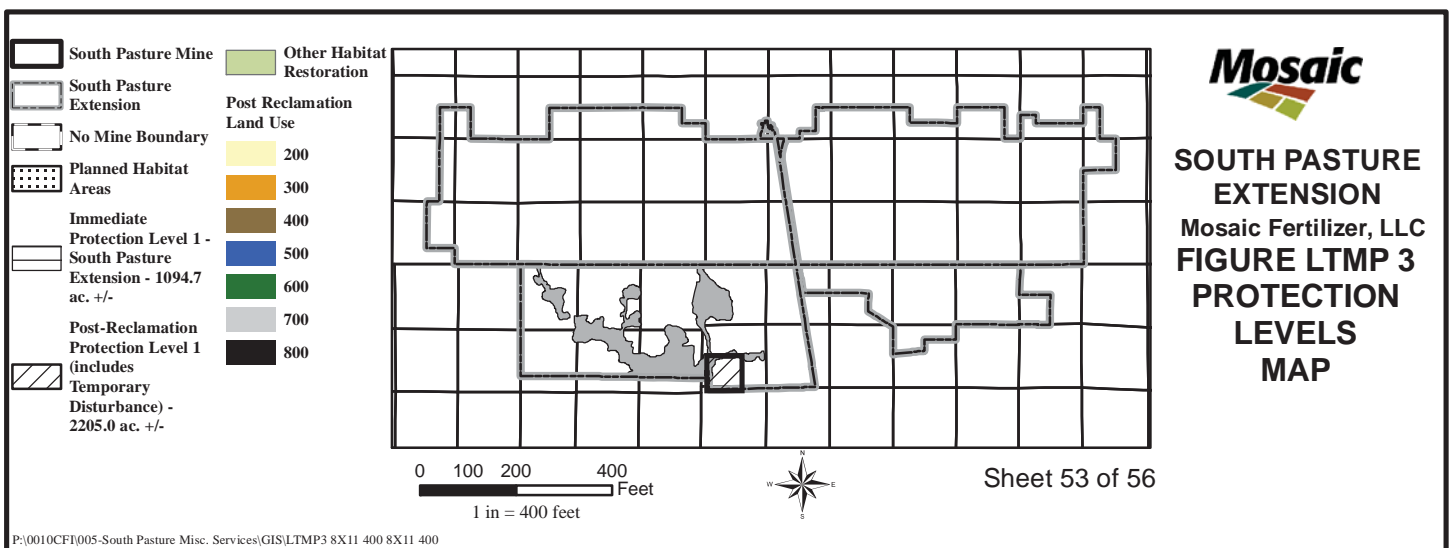 South Pasture Mine
South Pasture
Extension
No Mine Boundary
Planned Habitat
Areas
Immediate
Protection Level 1 -
South Pasture
Extension - 1094.7
ac. +/-
Post-Reclamation
Protection Level 1
(includes
Temporary
Disturbance) -
2205.0 ac. +/-
Other Habitat
Restoration
Post Reclamation
Land Use
200
300
400
500
600
700
800
0 100 200 400
Feet
1 in = 400 feet
N
W E
S
Sheet 53 of 56
Mosaic
SOUTH PASTURE
EXTENSION
Mosaic Fertilizer, LLC
FIGURE LTMP 3
PROTECTION
LEVELS
MAP
P:\0010CFI\005-South Pasture Misc. Services\GIS\LTMP3 8X11 400 8X11 400